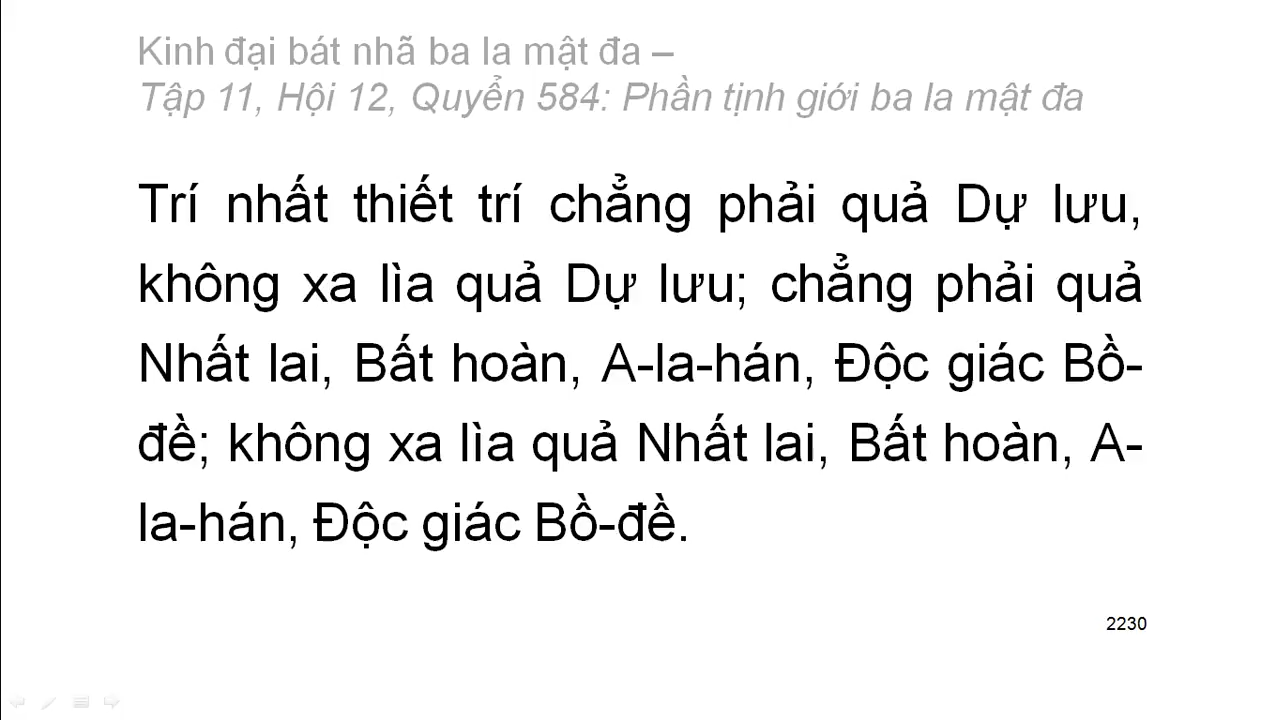 Kinh đại bát nhã ba la mật đa –
Tập 11, Hội 12, Quyển 584: Phần tịnh giới ba la mật đa
Trí nhất thiết trí chẳng phải quả Dự lưu,
không xa lìa quả Dự lưu; chẳng phải quả
Nhất lai, Bất hoàn, A-la-hán, Độc giác Bồ-
đề; không xa lìa quả Nhất lai, Bất hoàn, A-
la-hán, Độc giác Bồ-đề.
2230